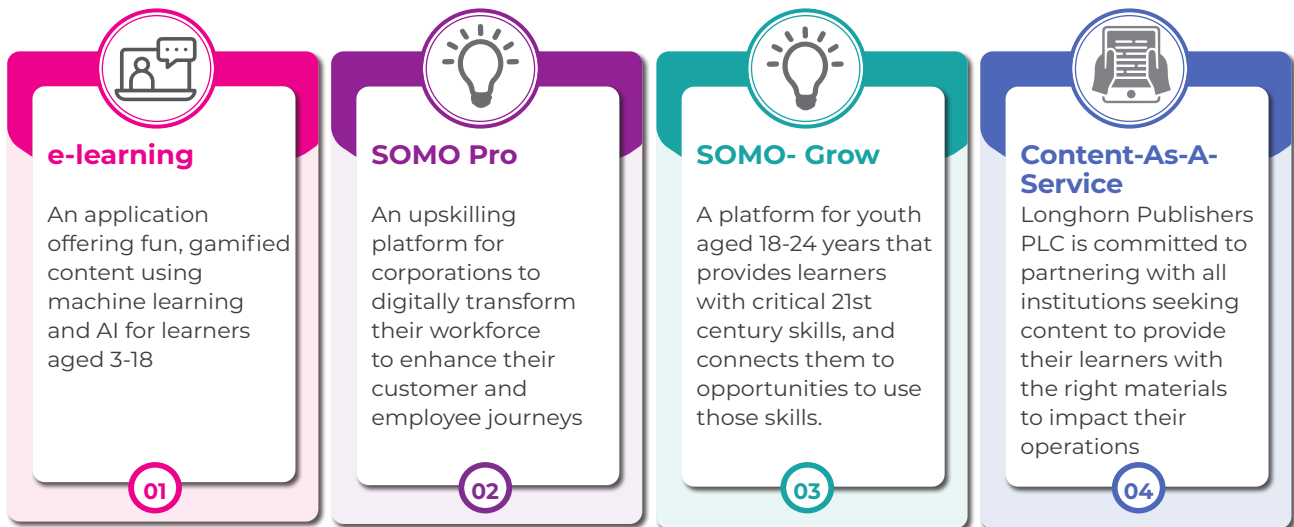 e-learning
An application
offering fun, gamified
content using
machine learning
and AI for learners
aged 3-18
01
SOMO Pro
An upskilling
platform for
corporations to
digitally transform
their workforce
to enhance their
customer and
employee journeys
02
SOMO- Grow
A platform for youth
aged 18-24 years that
provides learners
with critical 21st
century skills, and
connects them to
opportunities to use
those skills.
03
Content-As-A-
Service
Longhorn Publishers
PLC is committed to
partnering with all
institutions seeking
content to provide
their learners with
the right materials
to impact their
operations
04